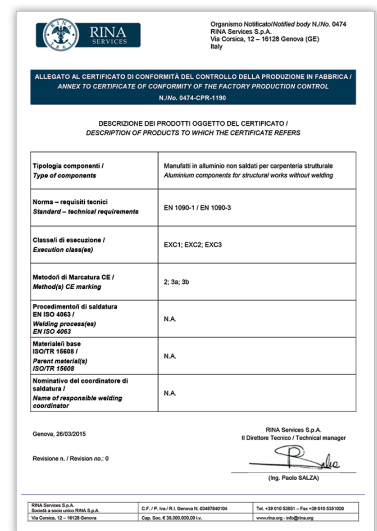 RINA
SERVICES
Organismo Notificato/Notified body N./No. 0474
RINA Services S.p.A.
Via Corsica, 12 – 16128 Genova (GE)
Italy
ALLEGATO AL CERTIFICATO DI CONFORMITÀ DEL CONTROLLO DELLA PRODUZIONE IN FABBRICA /
ANNEX TO CERTIFICATE OF CONFORMITY OF THE FACTORY PRODUCTION CONTROL
N./No. 0474-CPR-1190
DESCRIZIONE DEI PRODOTTI OGGETTO DEL CERTIFICATO /
DESCRIPTION OF PRODUCTS TO WHICH THE CERTIFICATE REFERS
Tipologia componenti /
Type of components
Manufatti in alluminio non saldati per carpenteria strutturale
Aluminium components for structural works without welding
Norma – requisiti tecnici
Standard – technical requirements
EN 1090-1 / EN 1090-3
Classe/i di esecuzione /
Execution class(es)
EXC1; EXC2; EXC3
Metodo/i di Marcatura CE /
Method(s) CE marking
2; 3a; 3b
Procedimento/i di saldatura
EN ISO 4063 /
Welding process(es)
EN ISO 4063
N.A.
Materiale/i base
ISO/TR 15608 /
Parent material(s)
ISO/TR 15608
N.A.
Nominativo del coordinatore di
saldatura /
Name of responsible welding
coordinator
N.A.
Genova, 26/03/2015
RINA Services S.p.A.
Il Direttore Tecnico / Technical manager
Revisione n. / Revision no.: 0
(Ing. Paolo SALZA)
RINA Services S.p.A.
Società a socio unico RINA S.p.A.
Via Corsica, 12 – 16128 Genova
C.F. / P. Iva / R.I. Genova N. 03487840104
Cap. Soc. € 35.000.000,00 i.v.
Tel. +39 010 53851 – Fax +39 010 5351000
www.rina.org - info@rina.org